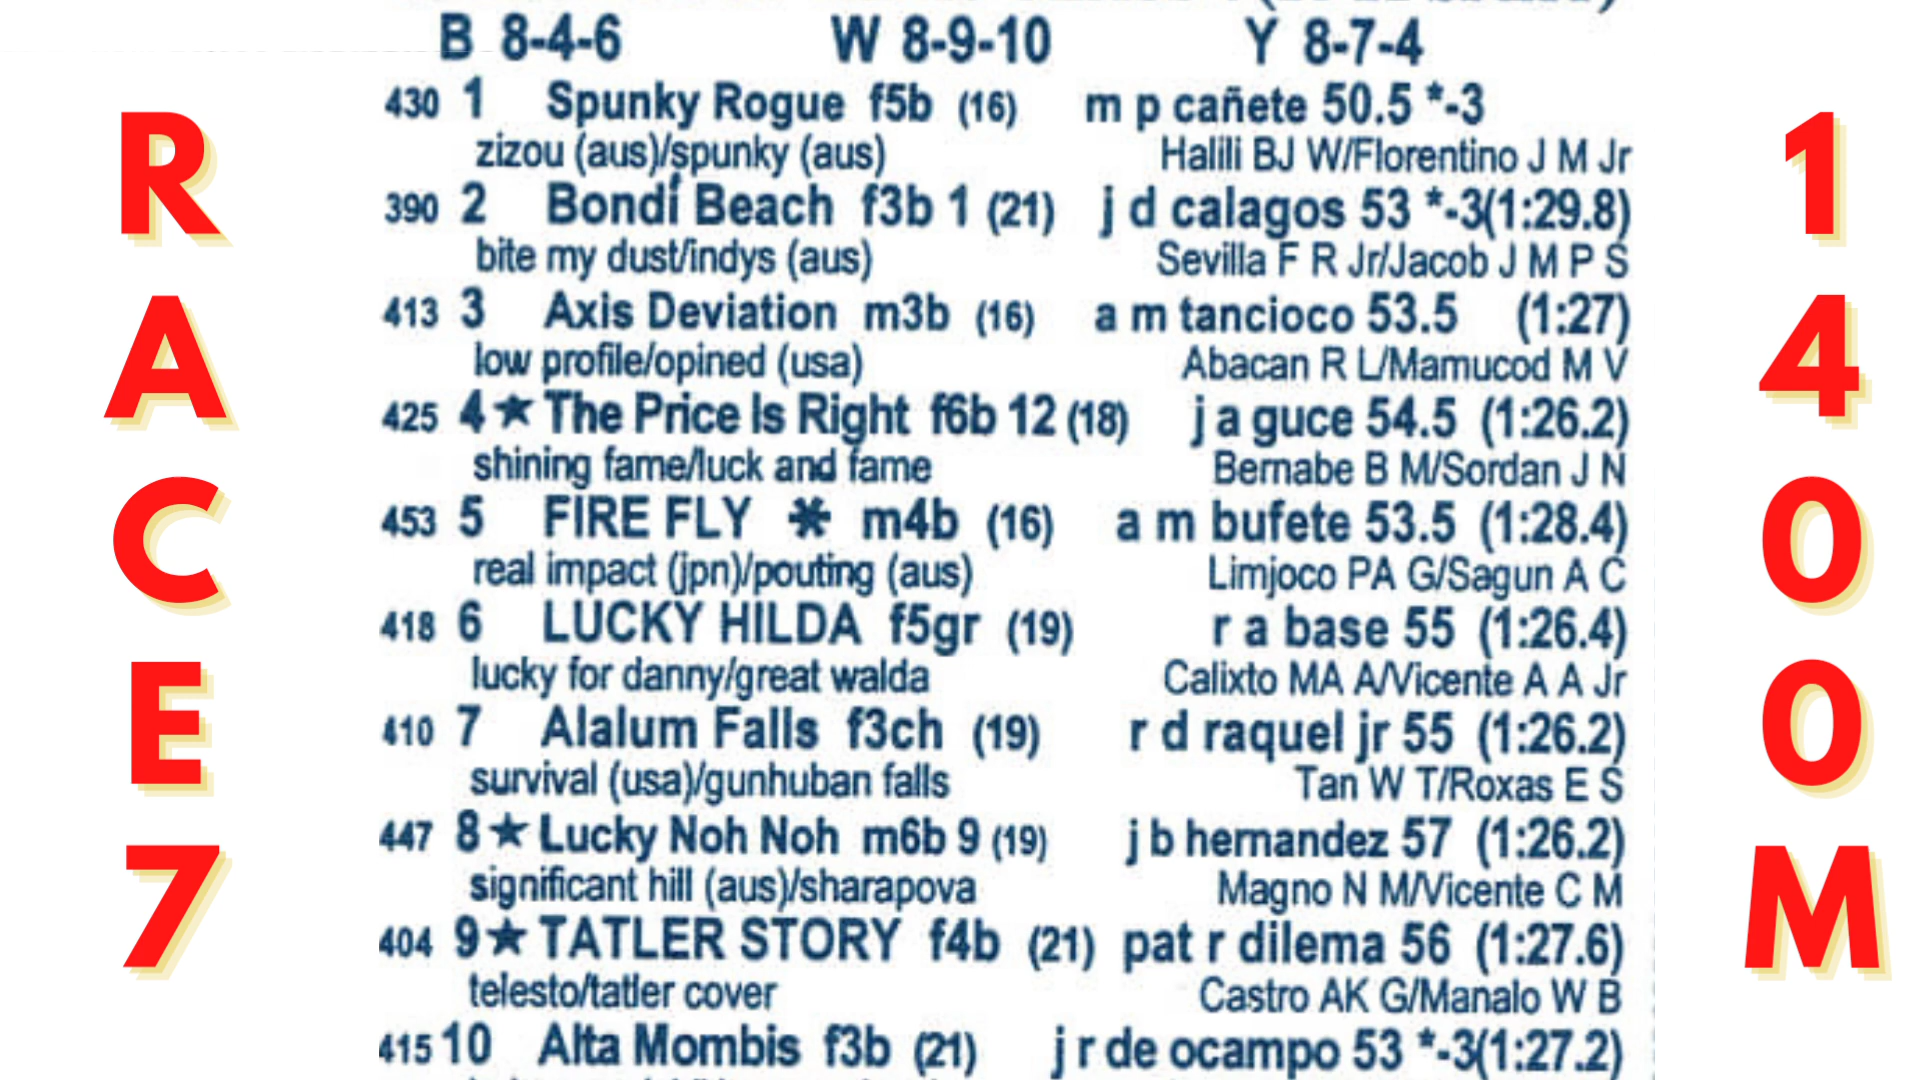 B 8-4-6 W 8-9-10 Y 8-7-4
430 1 Spunky Rogue f5b (16) m p cañete 50.5 *-3
zizou (aus)/spunky (aus) Halili BJ W/Florentino J M Jr
390 2 Bondi Beach f3b 1 (21) j d calagos 53 *-3(1:29.8)
bite my dust/indys (aus) Sevilla F R Jr/Jacob J M P S
413 3 Axis Deviation m3b (16) a m tancioco 53.5 (1:27)
low profile/opined (usa) Abacan R L/Mamucod M V
425 4★ The Price Is Right f6b 12 (18) j a guce 54.5 (1:26.2)
shining fame/luck and fame Bernabe B M/Sordan J N
453 5 FIRE FLY ✱ m4b (16) a m bufete 53.5 (1:28.4)
real impact (jpn)/pouting (aus) Limjoco PA G/Sagun A C
418 6 LUCKY HILDA f5gr (19) r a base 55 (1:26.4)
lucky for danny/great walda Calixto MA A/Vicente A A Jr
410 7 Alalum Falls f3ch (19) r d raquel jr 55 (1:26.2)
survival (usa)/gunhuban falls Tan W T/Roxas E S
447 8★ Lucky Noh Noh m6b 9 (19) j b hernandez 57 (1:26.2)
significant hill (aus)/sharapova Magno N M/Vicente C M
404 9★ TATLER STORY f4b (21) pat r dilema 56 (1:27.6)
telesto/tatler cover Castro AK G/Manalo W B
415 10 Alta Mombis f3b (21) j r de ocampo 53 *-3(1:27.2)
RACE 7
1400M